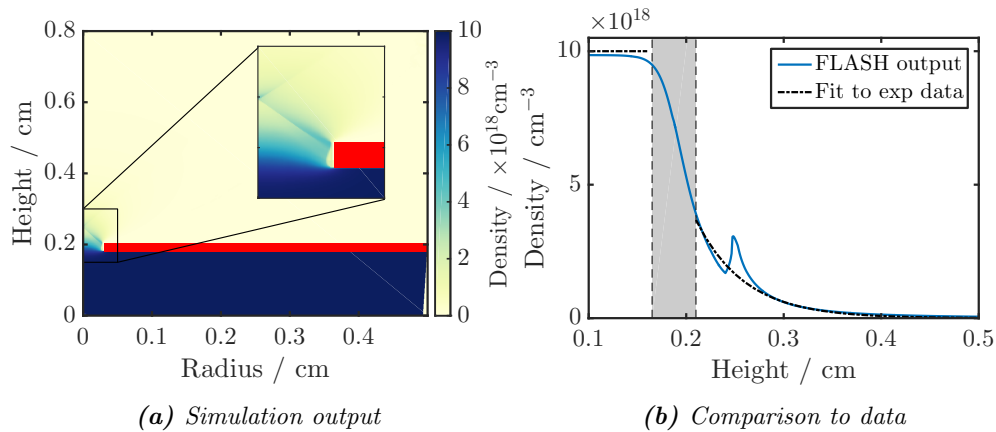 0.8
0.6
0.4
0.2
0
Height / cm
0 0.1 0.2 0.3 0.4
Radius / cm
10
8
6
4
2
0
Density / ×10^18 cm^-3
(a) Simulation output
×10^18
10
5
0
Density / cm^-3
FLASH output
Fit to exp data
0.1 0.2 0.3 0.4 0.5
Height / cm
(b) Comparison to data